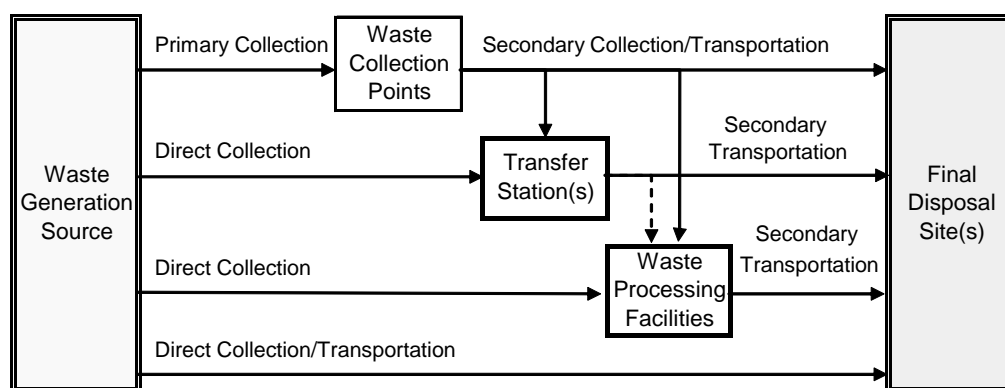 Primary Collection
Waste
Collection
Points
Secondary Collection/Transportation
Direct Collection
Transfer
Station(s)
Secondary
Transportation
Waste
Generation
Source
Final
Disposal
Site(s)
Direct Collection
Waste
Processing
Facilities
Secondary
Transportation
Direct Collection/Transportation